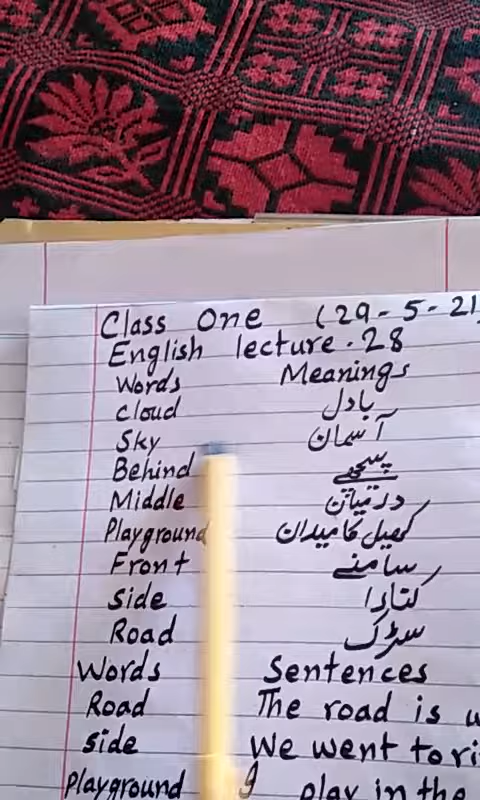 Class One (29-5-21)
English lecture.28
Words Meanings
Cloud بادل
Sky آسمان
Behind پیچھے
Middle درمیان
Playground کھیل کا میدان
Front سامنے
Side کنارا
Road سڑک
Words Sentences
Road The road is
Side We went to
Playground I play in the